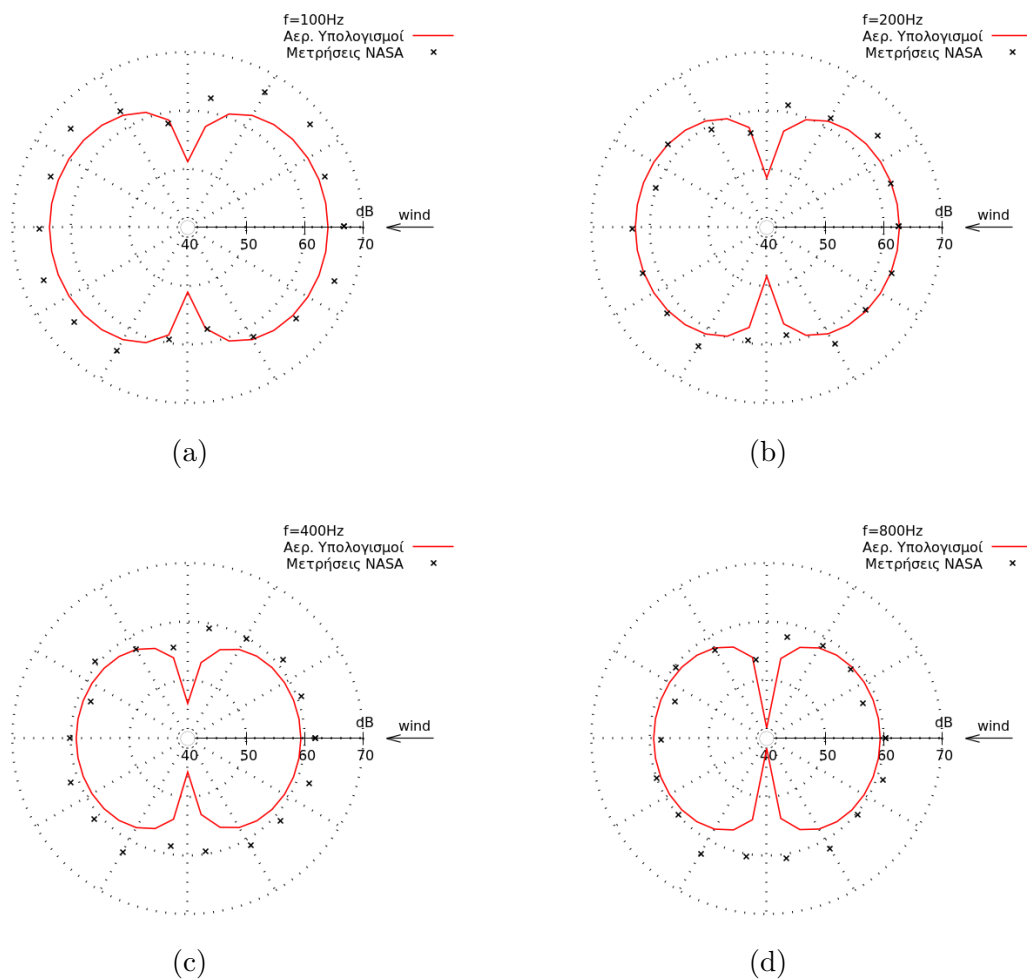 f=100Hz
Αερ. Υπολογισμοί
Μετρήσεις NASA
dB
wind
40 50 60 70
(a)
f=200Hz
Αερ. Υπολογισμοί
Μετρήσεις NASA
dB
wind
40 50 60 70
(b)
f=400Hz
Αερ. Υπολογισμοί
Μετρήσεις NASA
dB
wind
40 50 60 70
(c)
f=800Hz
Αερ. Υπολογισμοί
Μετρήσεις NASA
dB
wind
40 50 60 70
(d)